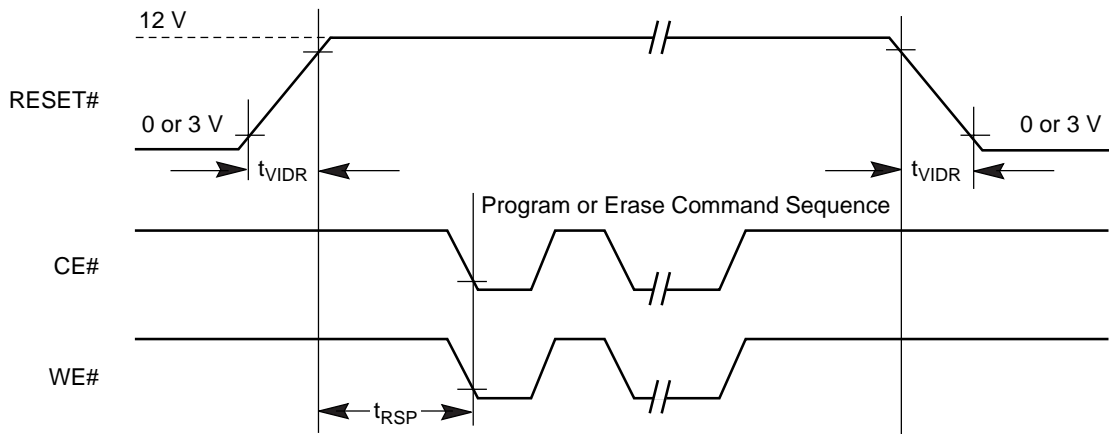 12 V
RESET#
0 or 3 V
0 or 3 V
tVIDR
tVIDR
Program or Erase Command Sequence
CE#
WE#
tRSP